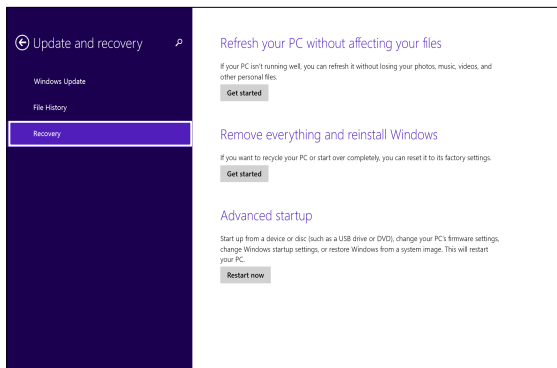 Update and recovery
Windows Update
File History
Recovery
Refresh your PC without affecting your files
If your PC isn't running well, you can refresh it without losing your photos, music, videos, and
other personal files.
Get started
Remove everything and reinstall Windows
If you want to recycle your PC or start over completely, you can reset it to its factory settings.
Get started
Advanced startup
Start up from a device or disc (such as a USB drive or DVD), change your PC's firmware settings,
change Windows startup settings, or restore Windows from a system image. This will restart
your PC.
Restart now